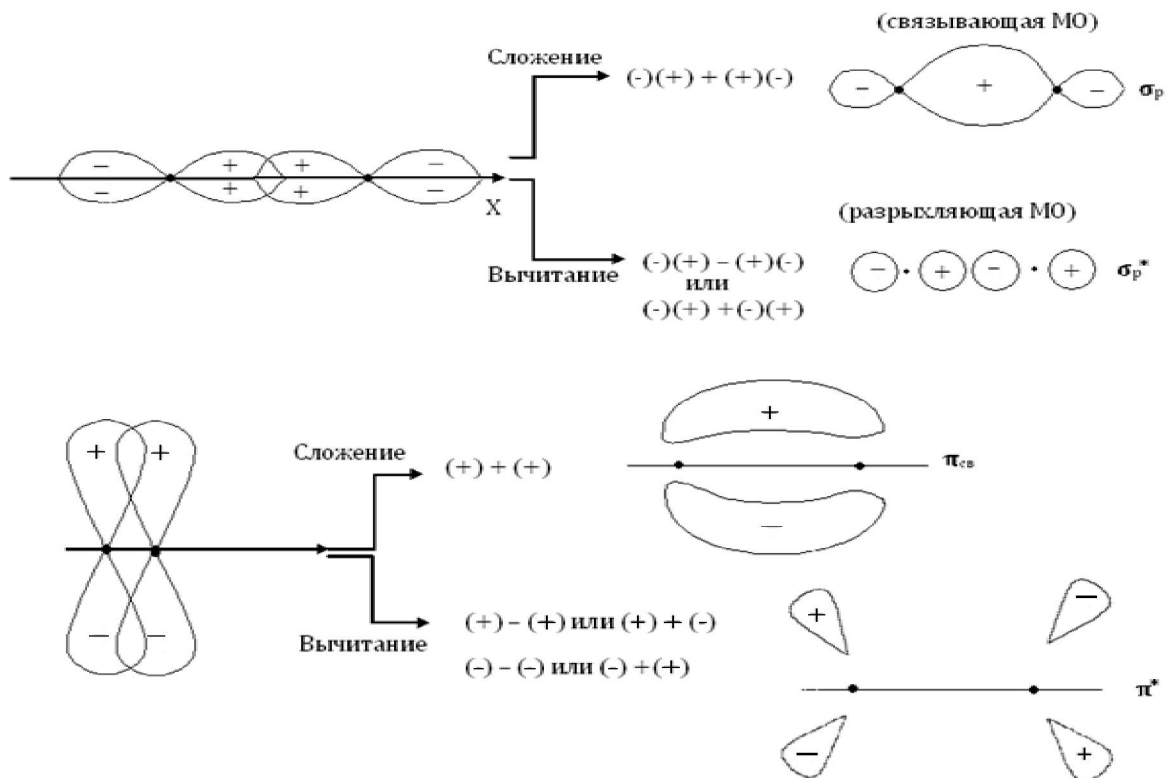 (связывающая МО)
Сложение
(-)(+) + (+)(-)
− + − σp
− + + −
− + + −
X
(разрыхляющая МО)
Вычитание
(-)(+) – (+)(-)
или
(-)(+) +(-)(+)
− • + − • + σp*
+ +
− −
Сложение
(+) + (+)
+
πсв
−
Вычитание
(+) – (+) или (+) + (-)
(-) – (-) или (-) +(+)
+ −
π*
− +